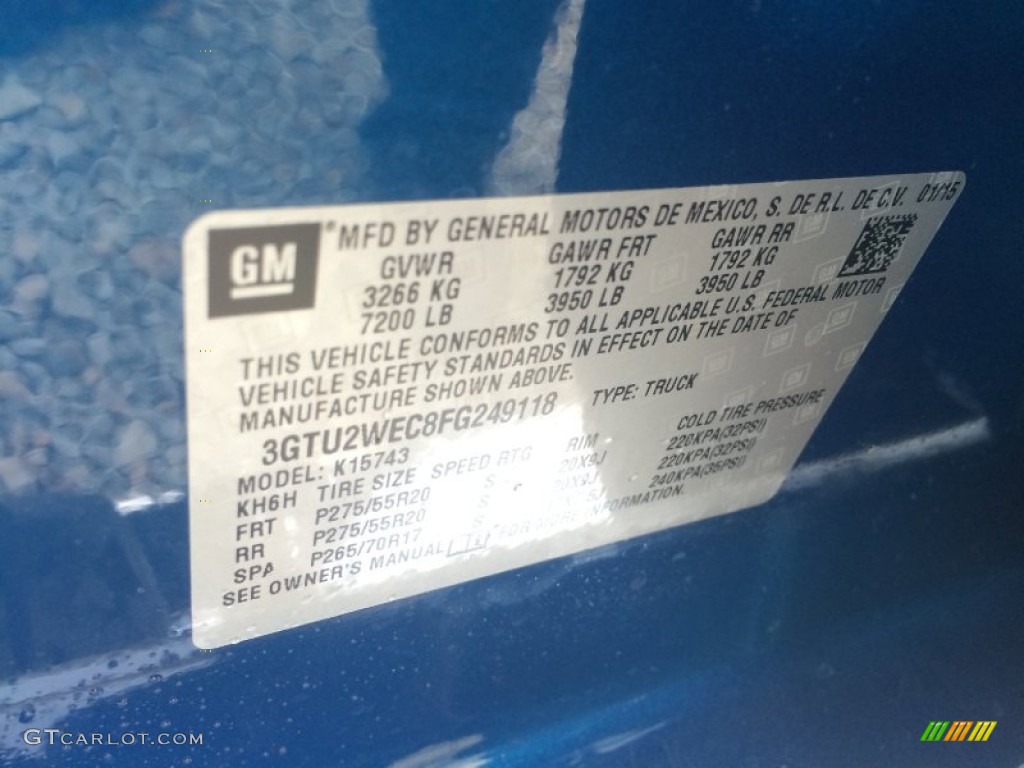 GM
MFD BY GENERAL MOTORS DE MEXICO, S. DE R.L. DE C.V. 01/15
GVWR GAWR FRT GAWR RR
3266 KG 1792 KG 1792 KG
7200 LB 3950 LB 3950 LB
THIS VEHICLE CONFORMS TO ALL APPLICABLE U.S. FEDERAL MOTOR
VEHICLE SAFETY STANDARDS IN EFFECT ON THE DATE OF
MANUFACTURE SHOWN ABOVE.
3GTU2WEC8FG249118 TYPE: TRUCK
MODEL: K15743
KH6H TIRE SIZE SPEED RTG RIM COLD TIRE PRESSURE
FRT P275/55R20 S 20X9J 220KPA(32PSI)
RR P275/55R20 S 20X9J 220KPA(32PSI)
SPA P265/70R17 S 240KPA(35PSI)
SEE OWNER'S MANUAL FOR MORE INFORMATION.
GTCARLOT.COM